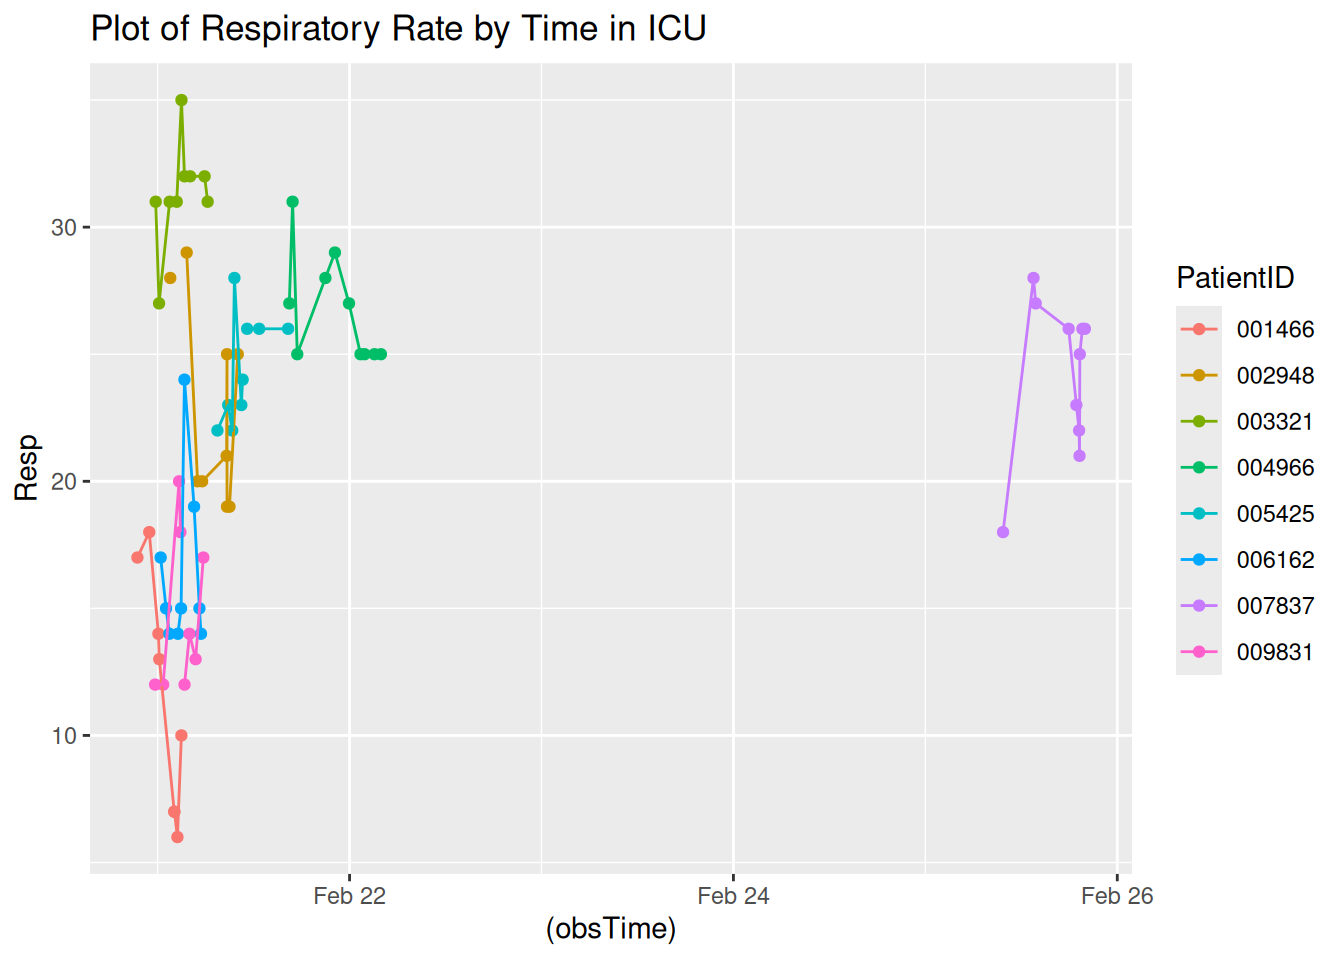 Plot of Respiratory Rate by Time in ICU
Resp
30
20
10
Feb 22
Feb 24
Feb 26
(obsTime)
PatientID
001466
002948
003321
004966
005425
006162
007837
009831